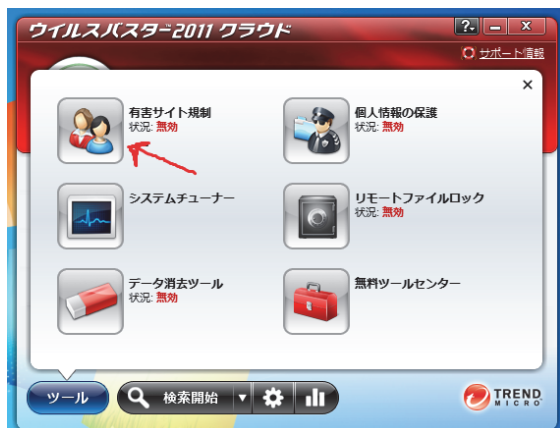 ウイルスバスター™2011 クラウド
サポート情報
有害サイト規制
状況: 無効
個人情報の保護
状況: 無効
システムチューナー
リモートファイルロック
状況: 無効
データ消去ツール
状況: 無効
無料ツールセンター
ツール
検索開始
TREND
MICRO